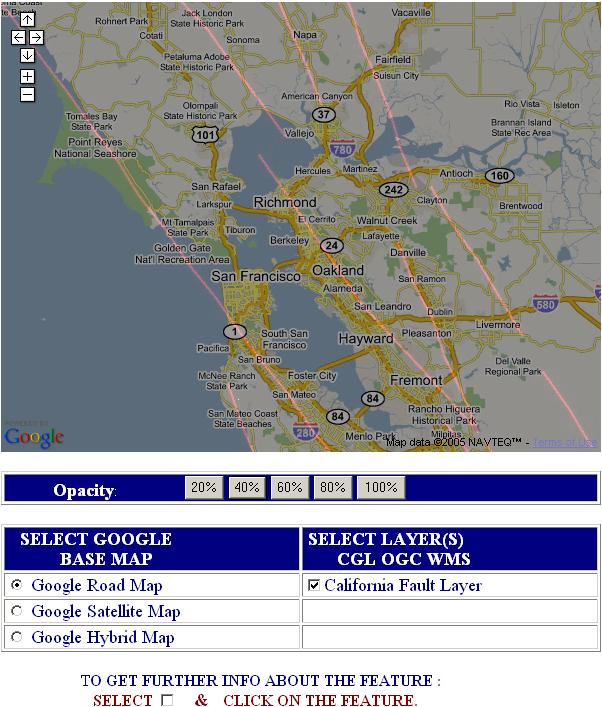 oma Coast
State Beach
Jack London
State Historic Park
Vacaville
Rohnert Park
Cotati
Sonoma
Napa
Petaluma Adobe
State Historic Park
Fairfield
Suisun City
American Canyon
Olompali
State Historic Park
37
Rio Vista
Isleton
Tomales Bay
State Park
101
Vallejo
Brannan Island
State Rec Area
Point Reyes
National Seashore
780
Hercules
Martinez
Antioch
160
San Rafael
242
Larkspur
Richmond
Clayton
Brentwood
Mt Tamalpais
State Park
Tiburon
El Cerrito
Walnut Creek
Berkeley
24
Lafayette
Golden Gate
Nat'l Recreation Area
Danville
San Francisco
Oakland
San Ramon
Alameda
580
San Leandro
Dublin
1
South San
Francisco
Hayward
Pleasanton
Livermore
Pacifica
San Bruno
Del Valle
Regional Park
McNee Ranch
State Park
Foster City
Fremont
San Mateo
84
Rancho Higuera
Historical Park
San Mateo Coast
State Beaches
84
280
Menlo Park
Milpitas
POWERED BY
Google
Map data ©2005 NAVTEQ™ - Terms of Use
Opacity:
20% 40% 60% 80% 100%
SELECT GOOGLE
BASE MAP
SELECT LAYER(S)
CGL OGC WMS
Google Road Map
California Fault Layer
Google Satellite Map
Google Hybrid Map
TO GET FURTHER INFO ABOUT THE FEATURE :
SELECT & CLICK ON THE FEATURE.